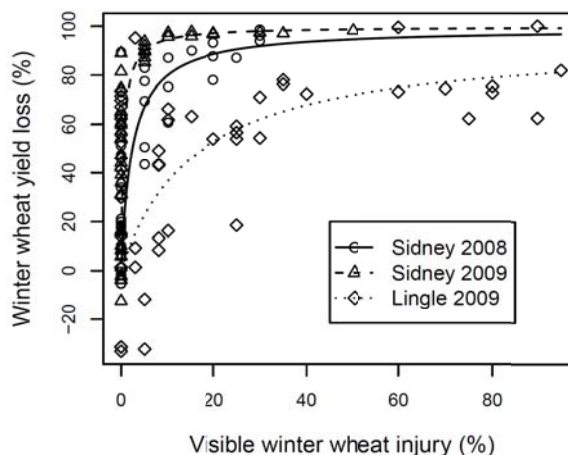 Winter wheat yield loss (%)
100
80
60
40
20
0
−20
Sidney 2008
Sidney 2009
Lingle 2009
0 20 40 60 80
Visible winter wheat injury (%)